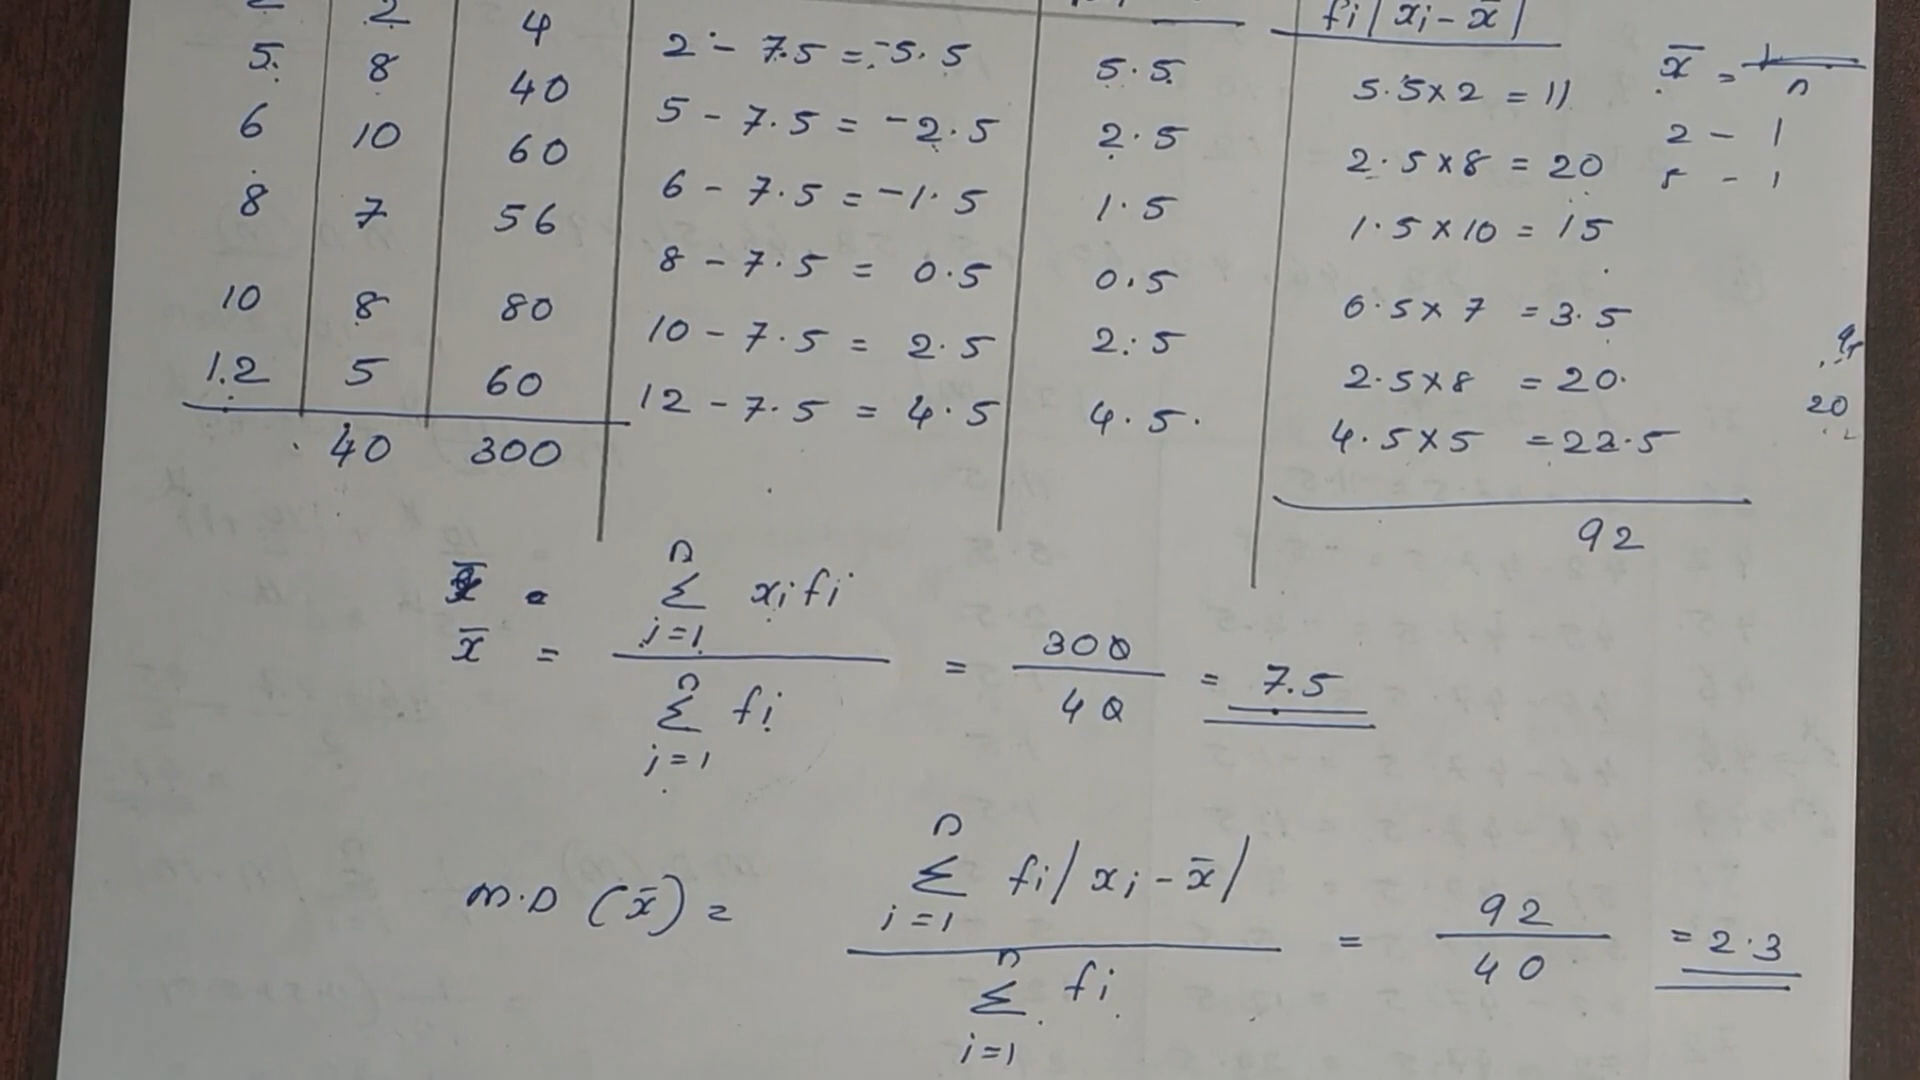 2 2 4 fi|xi - x̄|
5 8 40 2 - 7.5 = -5.5 5.5 5.5×2 = 11 x̄ = n
6 10 60 5 - 7.5 = -2.5 2.5 2.5×8 = 20 2 - 1
8 7 56 6 - 7.5 = -1.5 1.5 1.5×10 = 15 5 - 1
10 8 80 8 - 7.5 = 0.5 0.5 0.5×7 = 3.5
12 5 60 10 - 7.5 = 2.5 2.5 2.5×8 = 20 20
40 300 12 - 7.5 = 4.5 4.5 4.5×5 = 22.5
92
x̄ = n Σ i=1 xifi / n Σ i=1 fi = 300 / 40 = 7.5
M.D (x̄) = n Σ i=1 fi|xi - x̄| / n Σ i=1 fi = 92 / 40 = 2.3